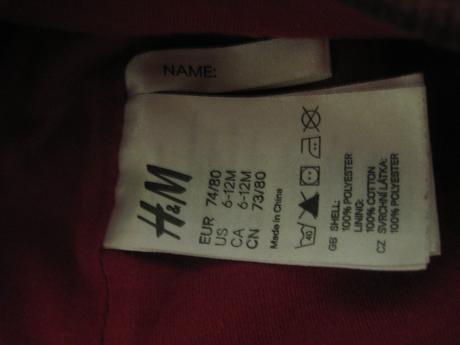 NAME:
H&M
EUR 74/80
US 6-12M
CA 6-12M
CN 73/80
Made in China
40
GB SHELL:
100% POLYESTER
LINING:
100% COTTON
CZ SVRCHNÍ LÁTKA:
100% POLYESTER